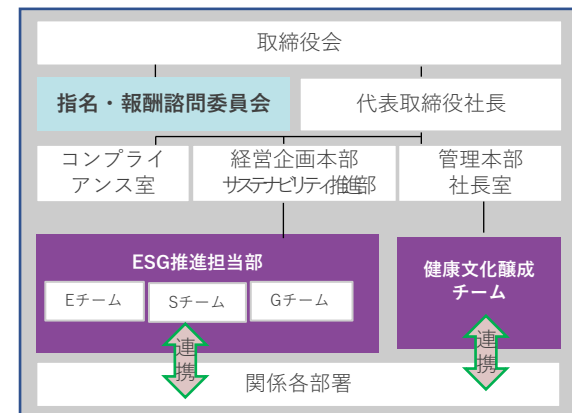 取締役会
指名・報酬諮問委員会
代表取締役社長
コンプライ
アンス室
経営企画本部
サステナビリティ推進部
管理本部
社長室
ESG推進担当部
Eチーム
Sチーム
Gチーム
健康文化醸成
チーム
連携
連携
関係各部署